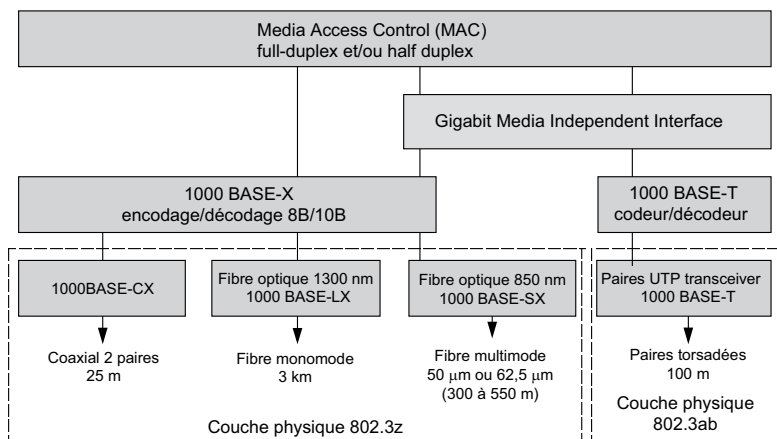 Media Access Control (MAC)
full-duplex et/ou half duplex
Gigabit Media Independent Interface
1000 BASE-X
encodage/décodage 8B/10B
1000 BASE-T
codeur/décodeur
1000BASE-CX
Fibre optique 1300 nm
1000 BASE-LX
Fibre optique 850 nm
1000 BASE-SX
Paires UTP transceiver
1000 BASE-T
Coaxial 2 paires
25 m
Fibre monomode
3 km
Fibre multimode
50 µm ou 62,5 µm
(300 à 550 m)
Paires torsadées
100 m
Couche physique 802.3z
Couche physique
802.3ab